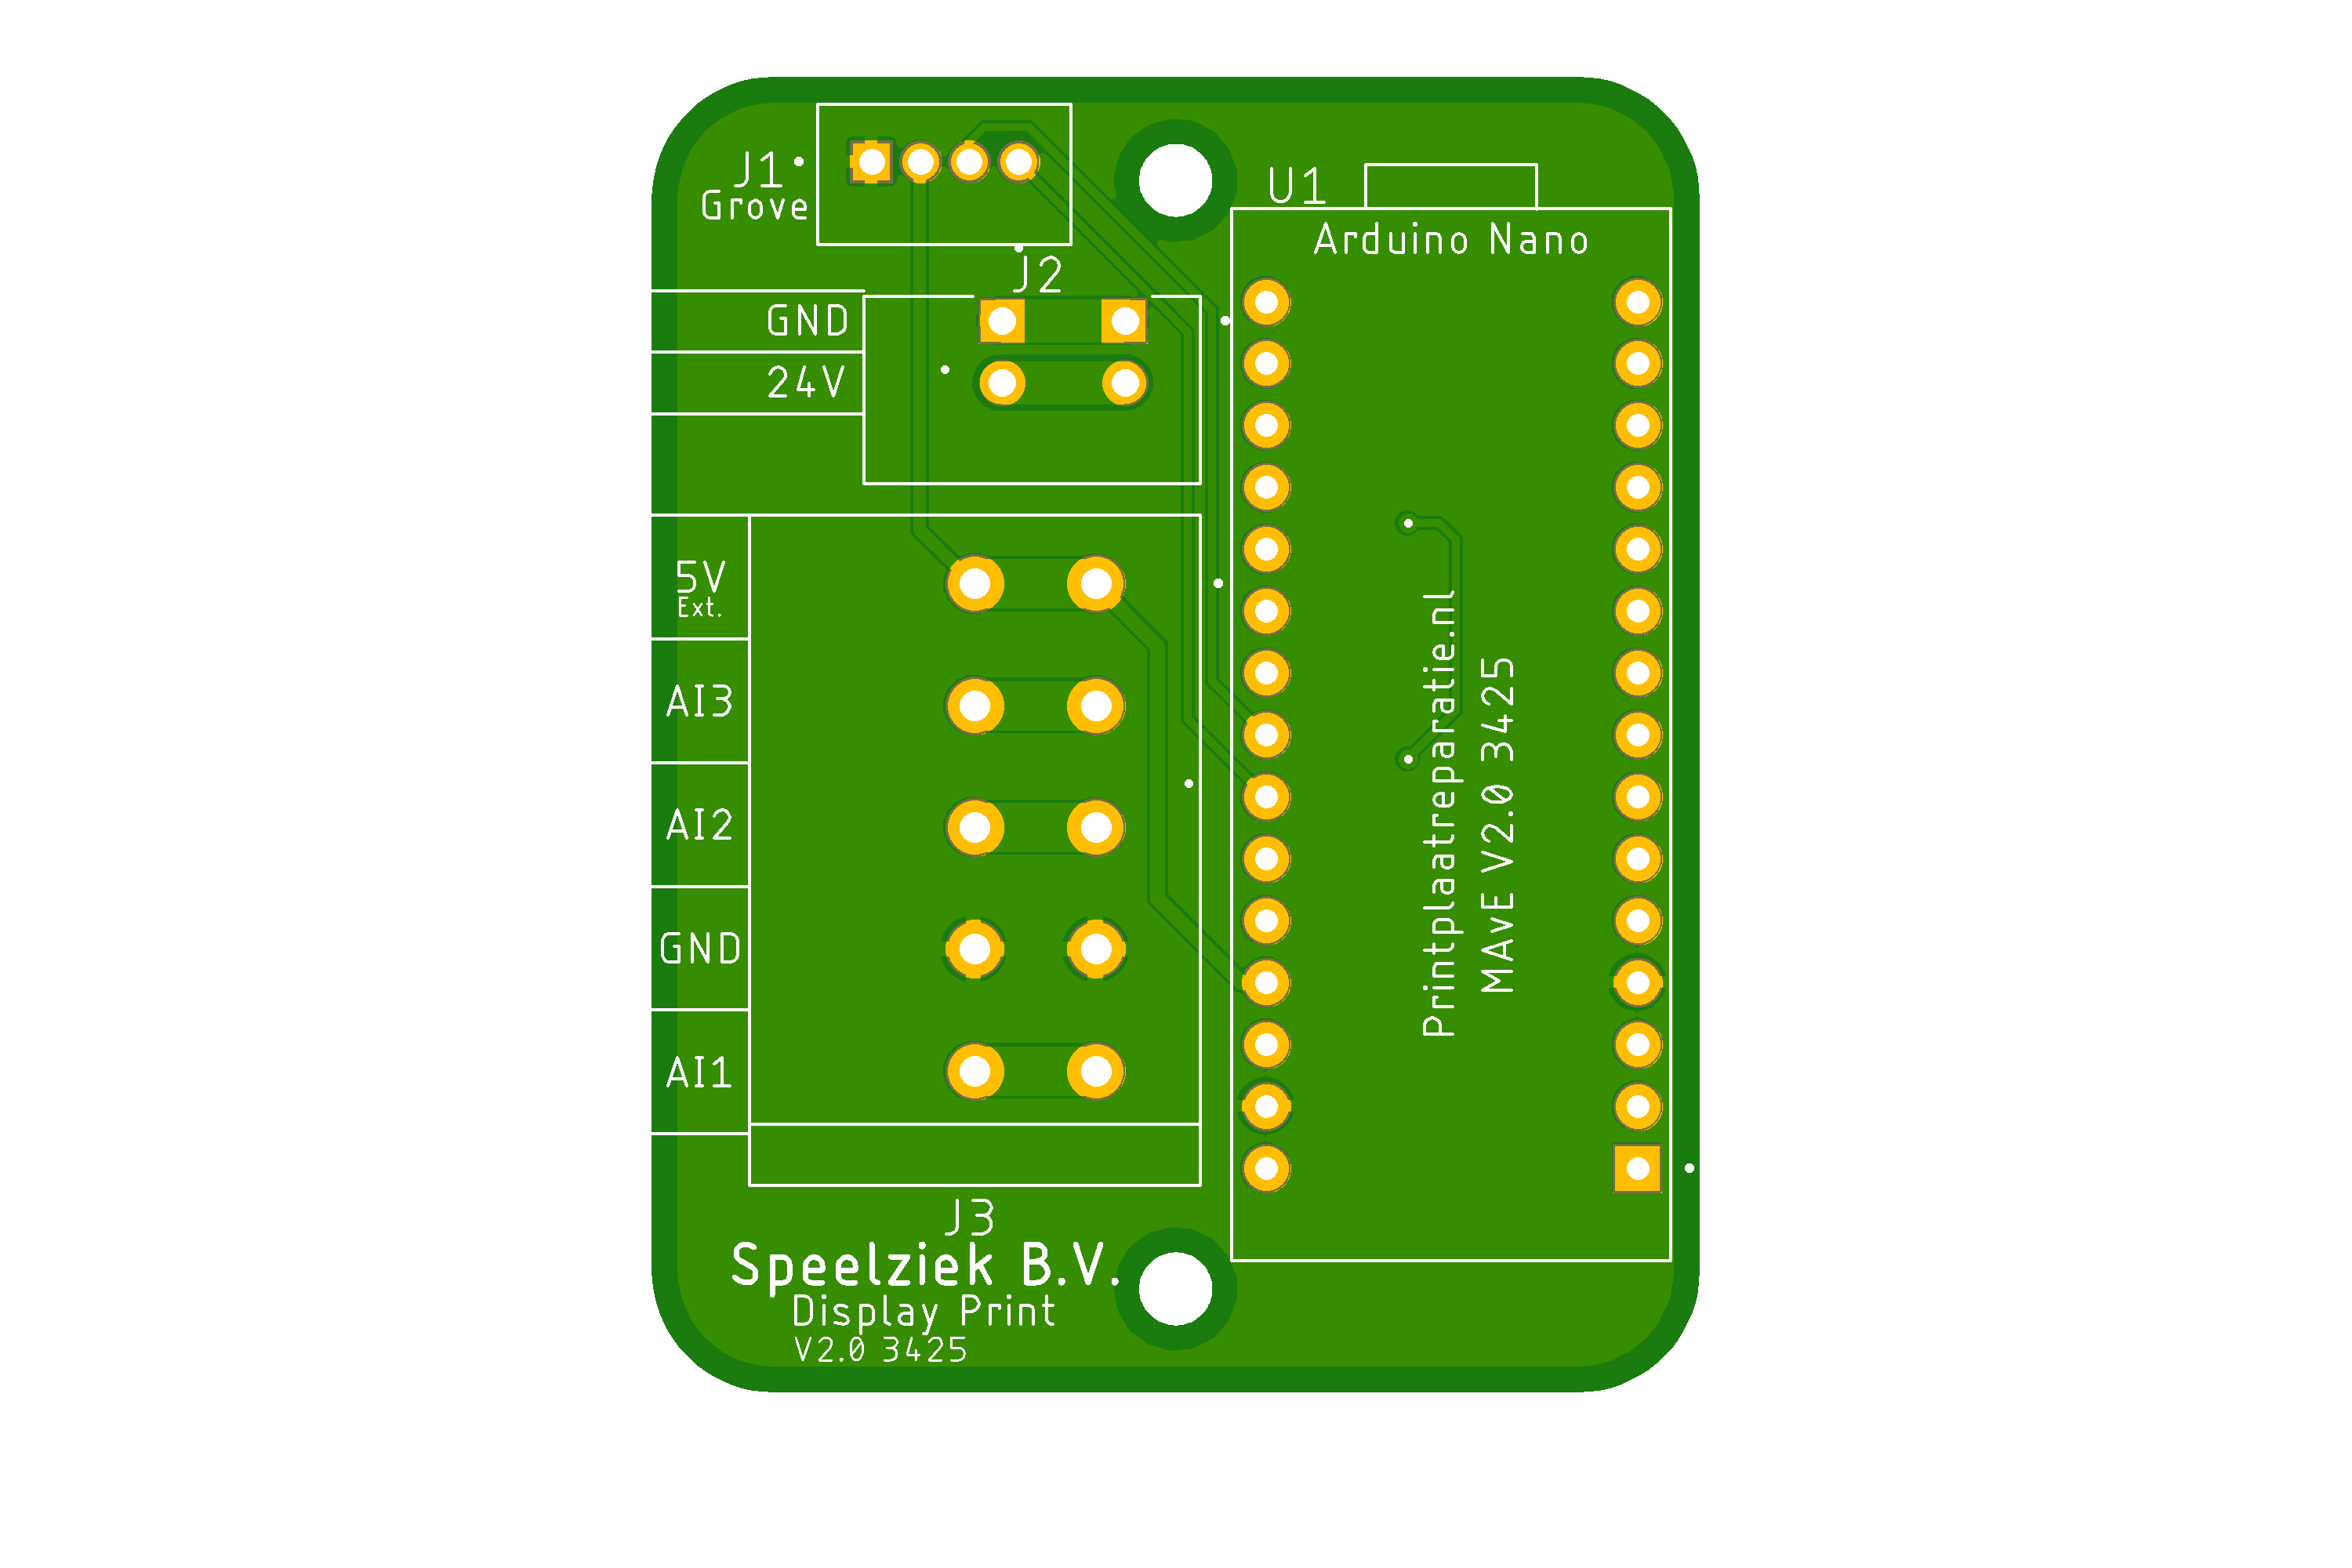 J1
Grove
U1
Arduino Nano
J2
GND
24V
5V
Ext.
AI3
AI2
GND
AI1
Printplaatreparatie.nl
MAvE V2.0 3425
J3
Speelziek B.V.
Display Print
V2.0 3425